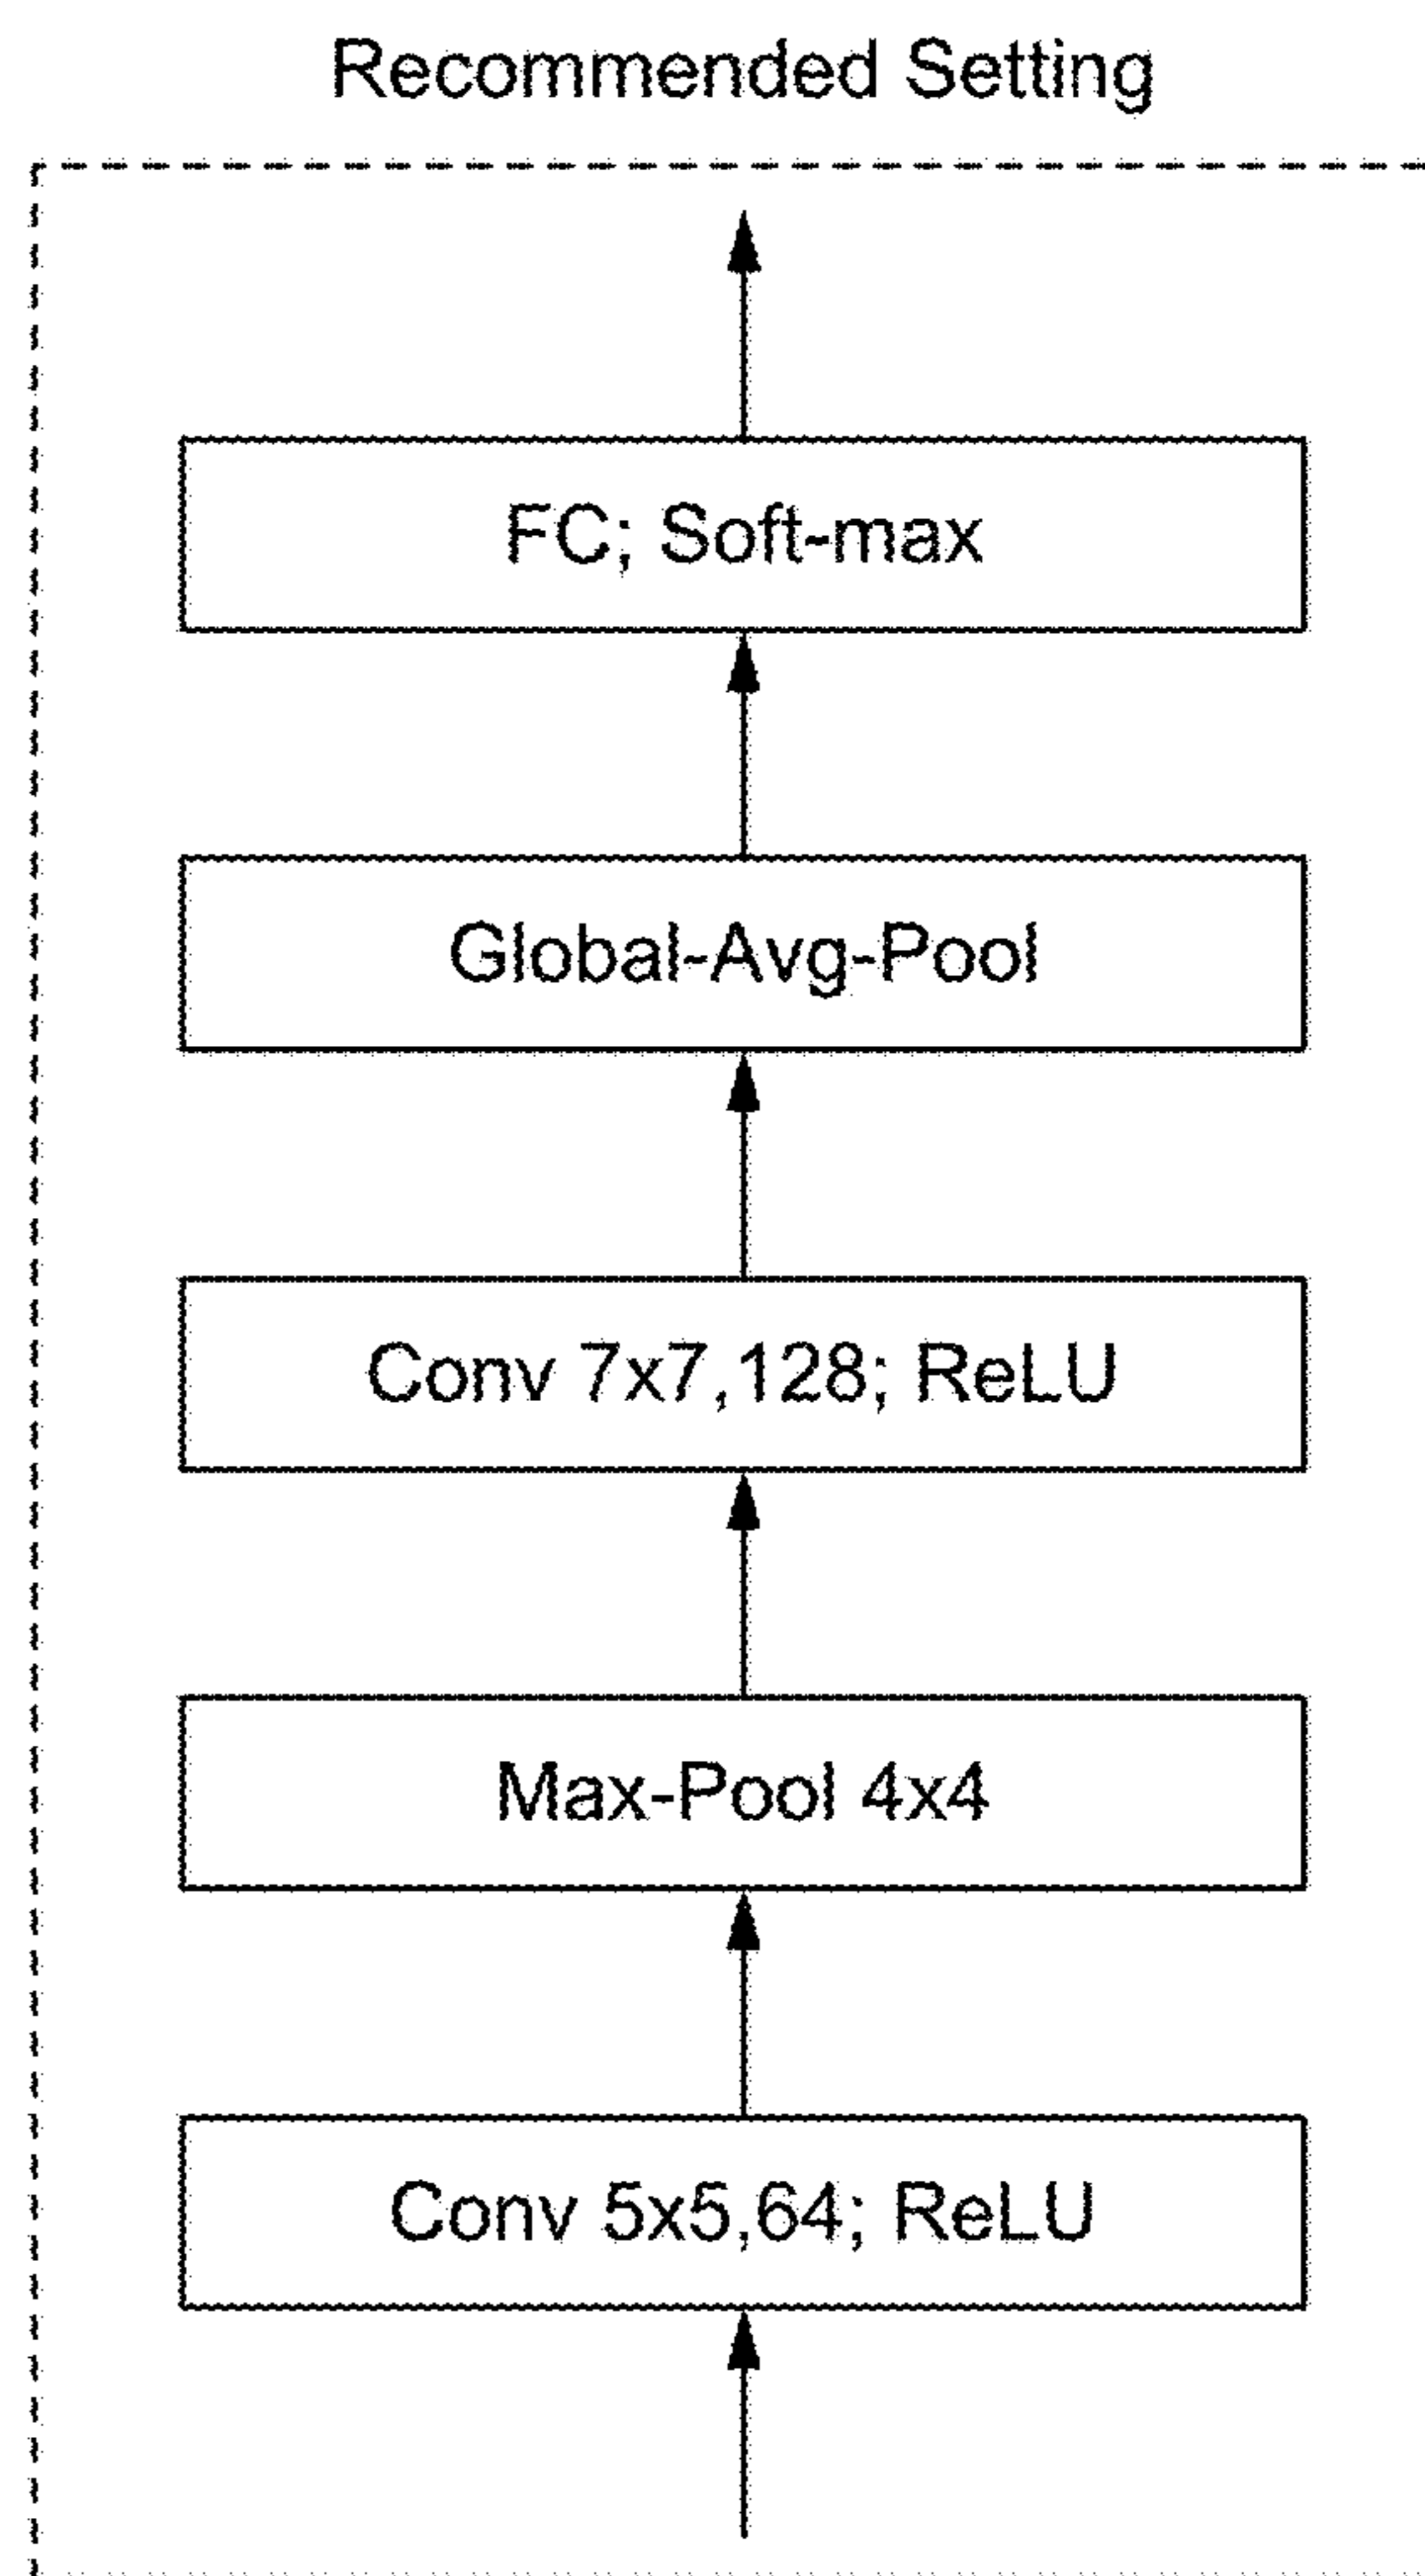 Recommended Setting
FC; Soft-max
Global-Avg-Pool
Conv 7x7,128; ReLU
Max-Pool 4x4
Conv 5x5,64; ReLU